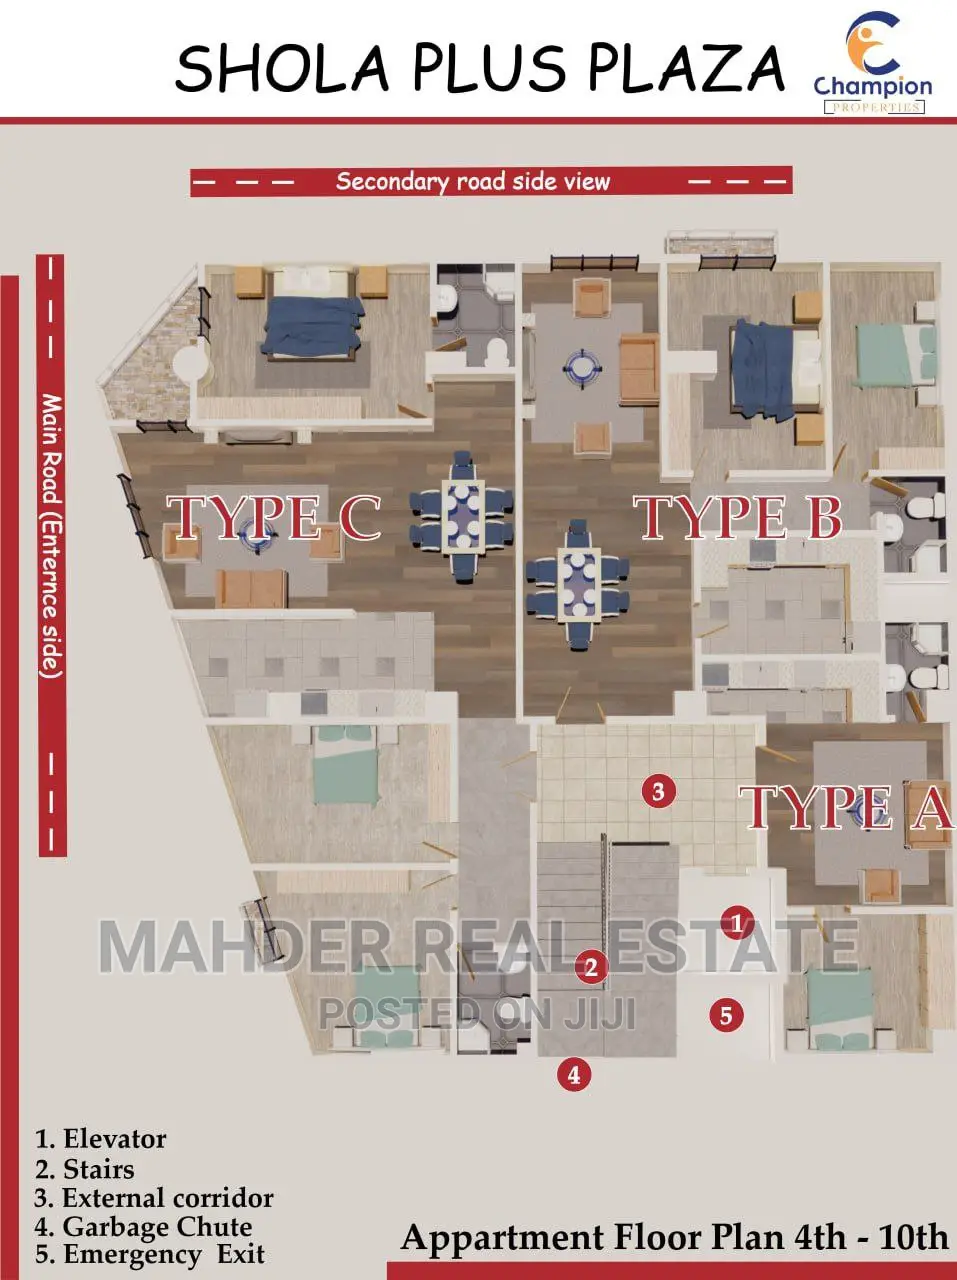 SHOLA PLUS PLAZA
Champion
PROPERTIES
Secondary road side view
Main Road (Enternce side)
TYPE C
TYPE B
3
TYPE A
1
MAHDER REAL ESTATE
2
POSTED ON JIJI
5
4
1. Elevator
2. Stairs
3. External corridor
4. Garbage Chute
5. Emergency Exit
Appartment Floor Plan 4th - 10th